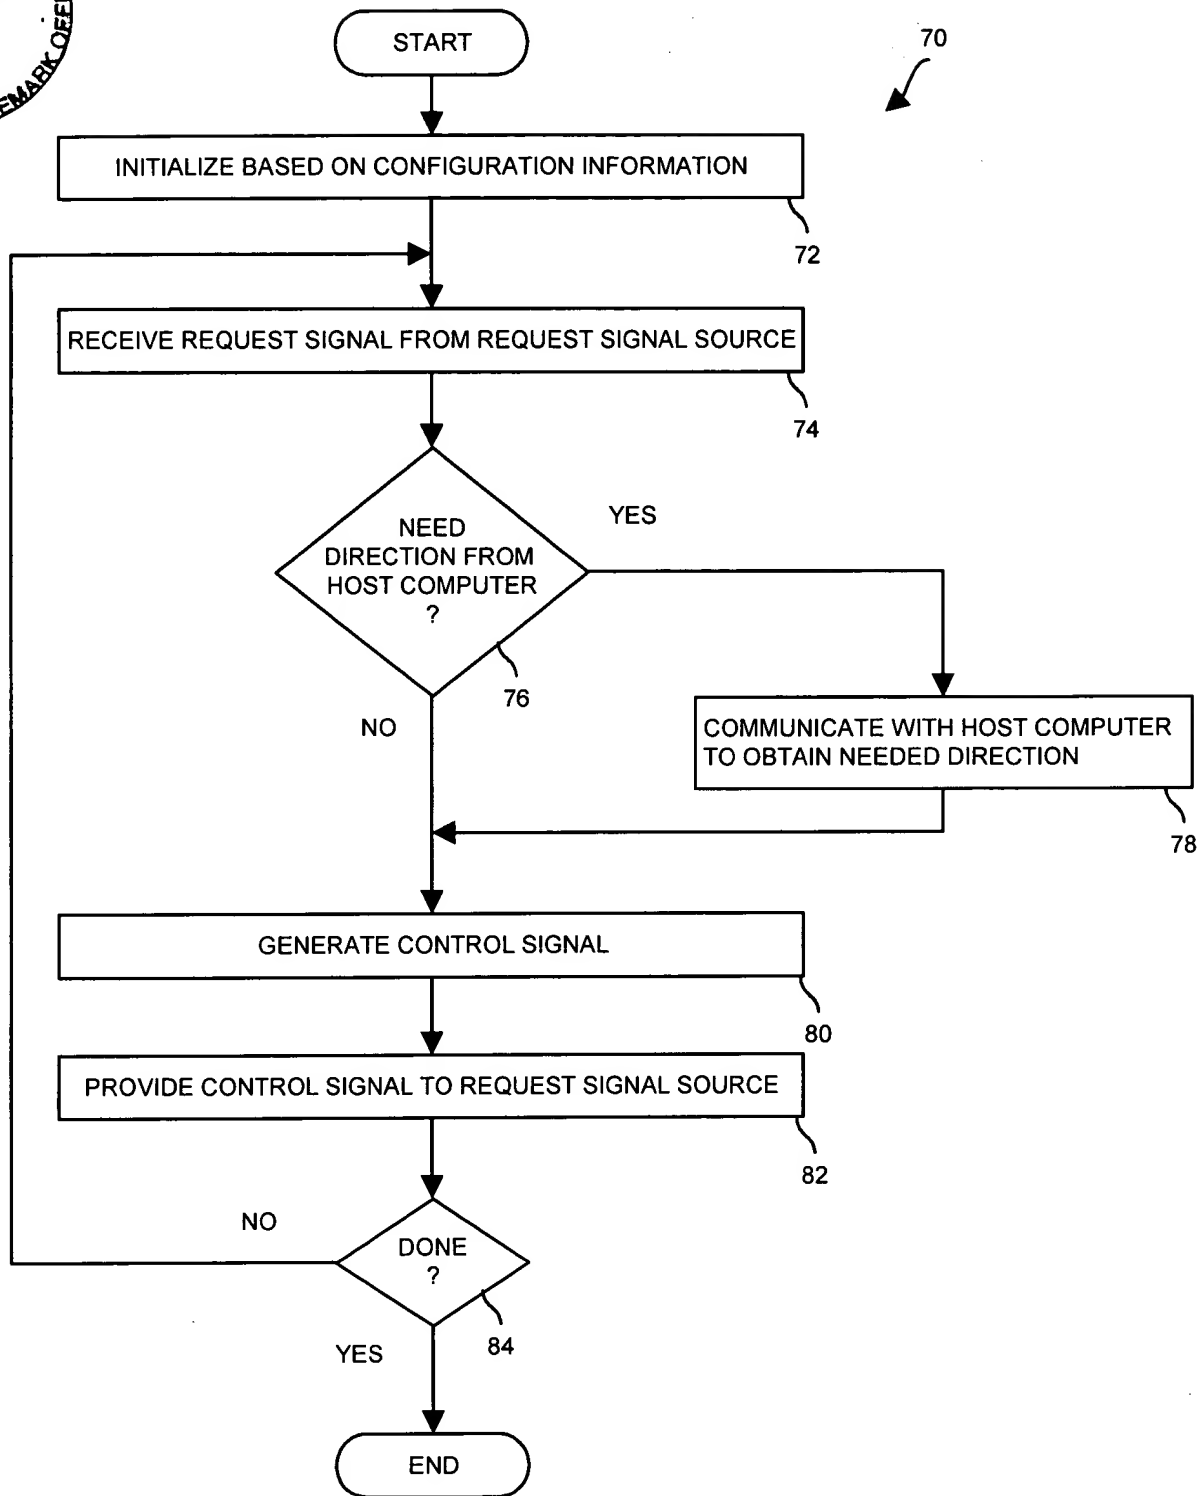 EMARK OFF
START
70
INITIALIZE BASED ON CONFIGURATION INFORMATION
72
RECEIVE REQUEST SIGNAL FROM REQUEST SIGNAL SOURCE
74
NEED
DIRECTION FROM
HOST COMPUTER
?
YES
76
NO
COMMUNICATE WITH HOST COMPUTER
TO OBTAIN NEEDED DIRECTION
78
GENERATE CONTROL SIGNAL
80
PROVIDE CONTROL SIGNAL TO REQUEST SIGNAL SOURCE
82
NO
DONE
?
84
YES
END